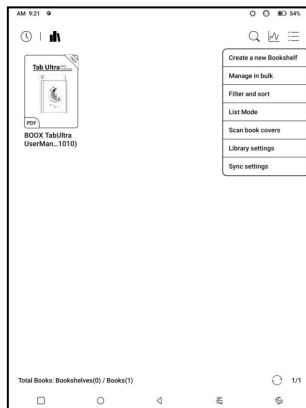 AM 9:21
54%
Create a new Bookshelf
Manage in bulk
Filter and sort
List Mode
Scan book covers
Library settings
Sync settings
Tab Ultra
PDF
BOOX TabUltra
UserMan...1010)
Total Books: Bookshelves(0) / Books(1)
1/1